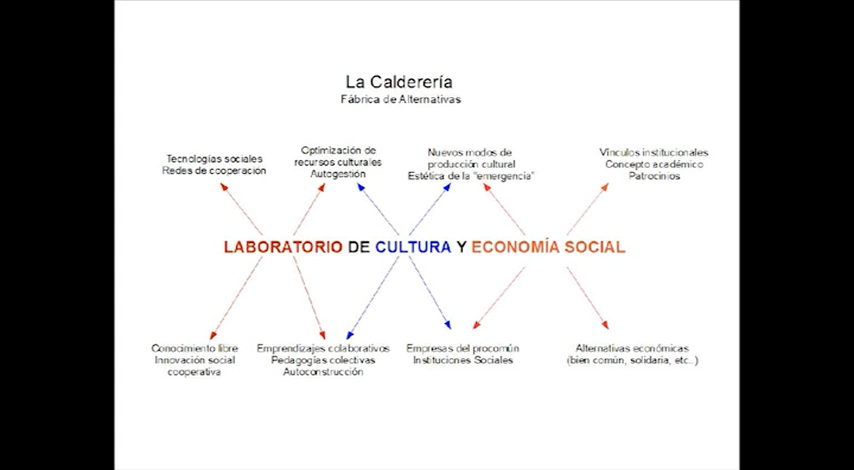 La Calderería
Fábrica de Alternativas
Tecnologías sociales
Redes de cooperación
Optimización de
recursos culturales
Autogestión
Nuevos modos de
producción cultural
Estética de la "emergencia"
Vínculos institucionales
Concepto académico
Patrocinios
LABORATORIO DE CULTURA Y ECONOMÍA SOCIAL
Conocimiento libre
Innovación social
cooperativa
Emprendizajes colaborativos
Pedagogías colectivas
Autoconstrucción
Empresas del procomún
Instituciones Sociales
Alternativas económicas
(bien común, solidaria, etc..)